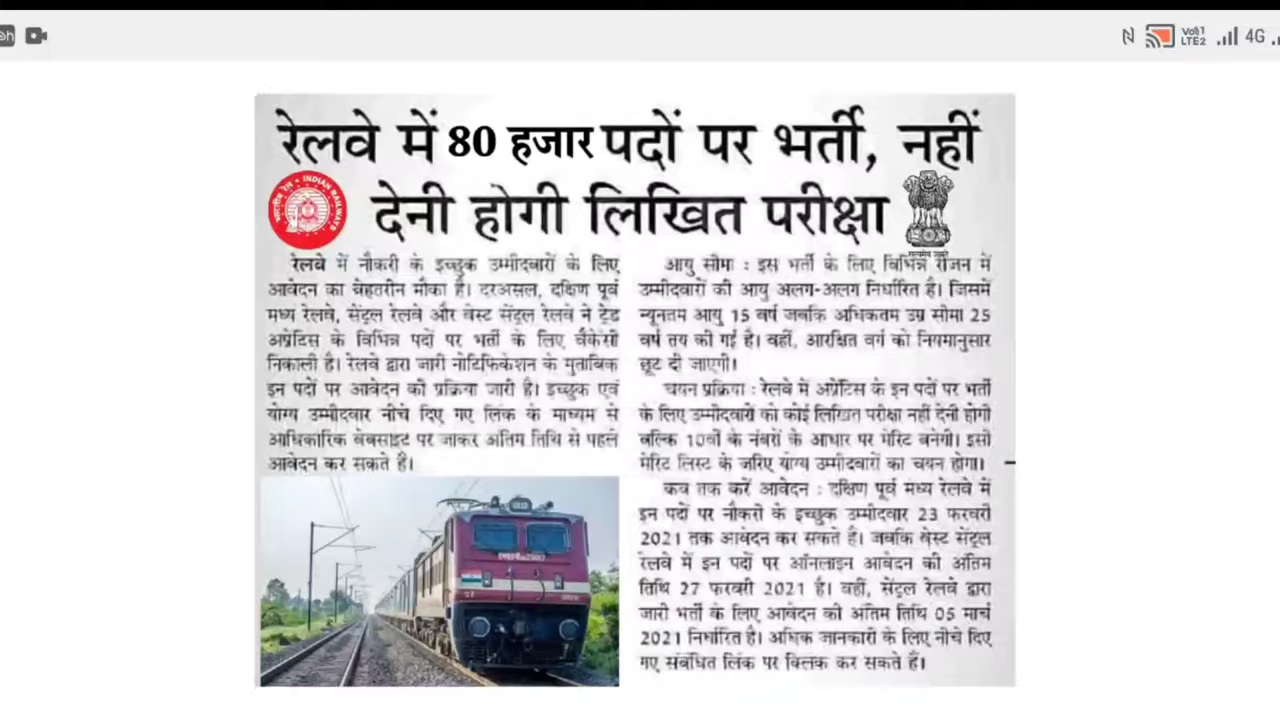 VoLTE1
LTE2
4G
रेलवे में 80 हजार पदों पर भर्ती, नहीं
देनी होगी लिखित परीक्षा
भारतीय रेल • INDIAN RAILWAYS
रेलवे में नौकरी के इच्छुक उम्मीदवारों के लिए
आवेदन का बेहतरीन मौका है। दरअसल, दक्षिण पूर्व
मध्य रेलवे, सेंट्रल रेलवे और वेस्ट सेंट्रल रेलवे ने ट्रेड
अप्रेंटिस के विभिन्न पदों पर भर्ती के लिए वैकेंसी
निकाली है। रेलवे द्वारा जारी नोटिफिकेशन के मुताबिक
इन पदों पर आवेदन की प्रक्रिया जारी है। इच्छुक एवं
योग्य उम्मीदवार नीचे दिए गए लिंक के माध्यम से
आधिकारिक वेबसाइट पर जाकर अंतिम तिथि से पहले
आवेदन कर सकते हैं।
आयु सीमा : इस भर्ती के लिए विभिन्न रीजन में
उम्मीदवारों की आयु अलग-अलग निर्धारित है। जिसमें
न्यूनतम आयु 15 वर्ष जबकि अधिकतम उम्र सीमा 25
वर्ष तय की गई है। वहीं, आरक्षित वर्ग को नियमानुसार
छूट दी जाएगी।
चयन प्रक्रिया : रेलवे में अप्रेंटिस के इन पदों पर भर्ती
के लिए उम्मीदवारों को कोई लिखित परीक्षा नहीं देनी होगी
बल्कि 10वीं के नंबरों के आधार पर मेरिट बनेगी। इसी
मेरिट लिस्ट के जरिए योग्य उम्मीदवारों का चयन होगा।
कब तक करें आवेदन : दक्षिण पूर्व मध्य रेलवे में
इन पदों पर नौकरी के इच्छुक उम्मीदवार 23 फरवरी
2021 तक आवेदन कर सकते हैं। जबकि वेस्ट सेंट्रल
रेलवे में इन पदों पर ऑनलाइन आवेदन की अंतिम
तिथि 27 फरवरी 2021 है। वहीं, सेंट्रल रेलवे द्वारा
जारी भर्ती के लिए आवेदन की अंतिम तिथि 05 मार्च
2021 निर्धारित है। अधिक जानकारी के लिए नीचे दिए
गए संबंधित लिंक पर क्लिक कर सकते हैं।